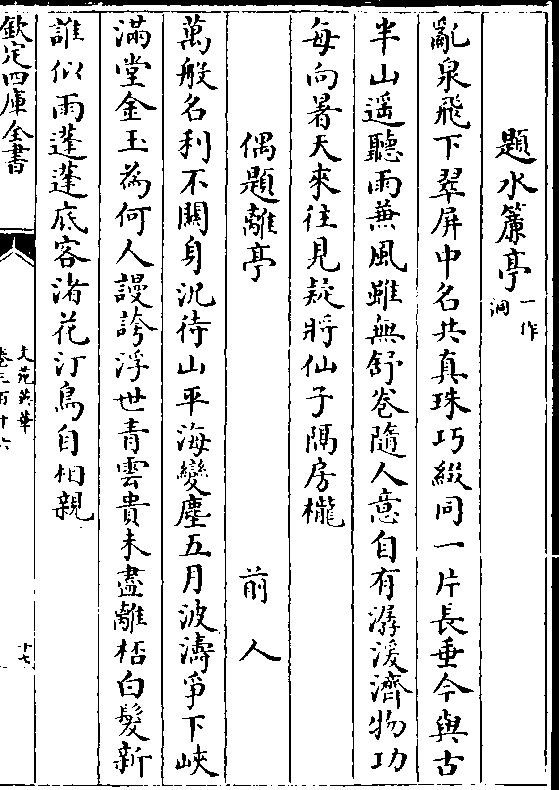 題水簾亭一作洞
亂泉飛下翠屏中名共真珠巧綴同一片長垂今與古
半山遥聽雨兼風雖無舒卷隨人意自有潺湲濟物功
每向暑天來往見疑將仙子隔房櫳
偶題離亭 前人
萬般名利不關身況待山平海變塵五月波濤爭下峽
滿堂金玉為何人謾誇浮世青雲貴未盡離桮白髮新
誰似雨蓬蓬底客渚花汀鳥自相親
欽定四庫全書
文苑英華
卷三百十六
十七